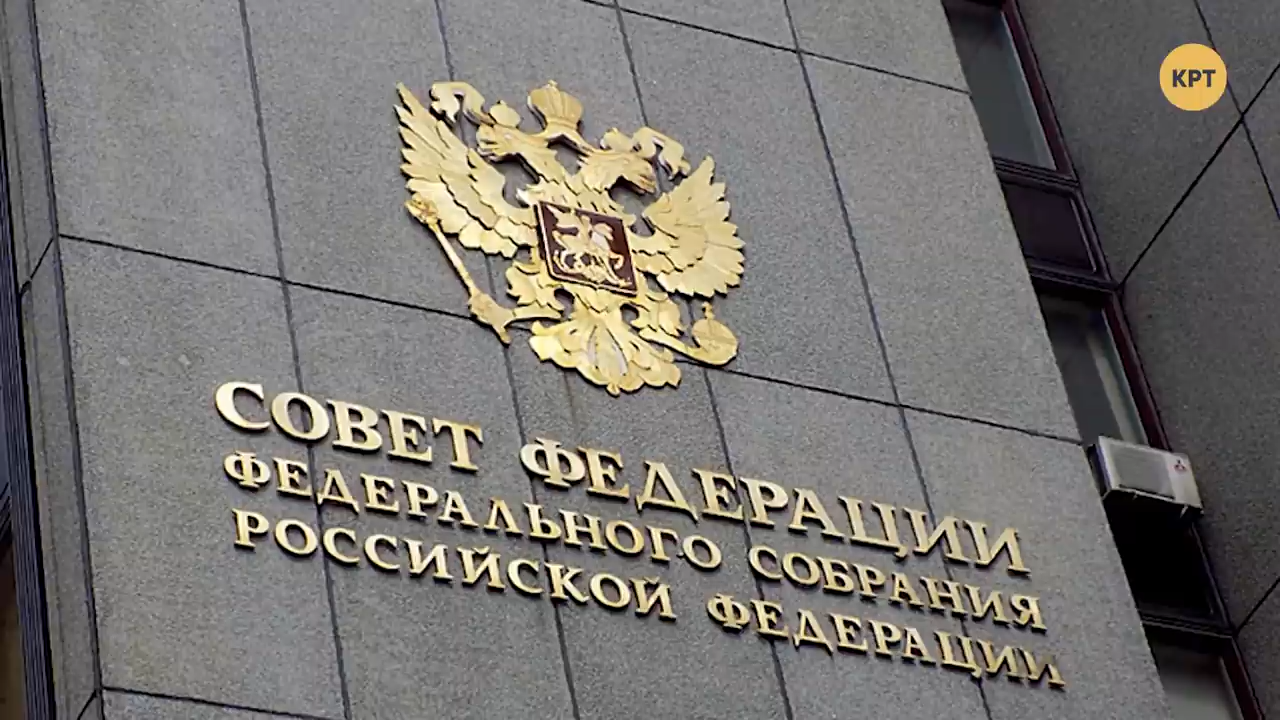 КРТ
СОВЕТ ФЕДЕРАЦИИ
ФЕДЕРАЛЬНОГО СОБРАНИЯ
РОССИЙСКОЙ ФЕДЕРАЦИИ